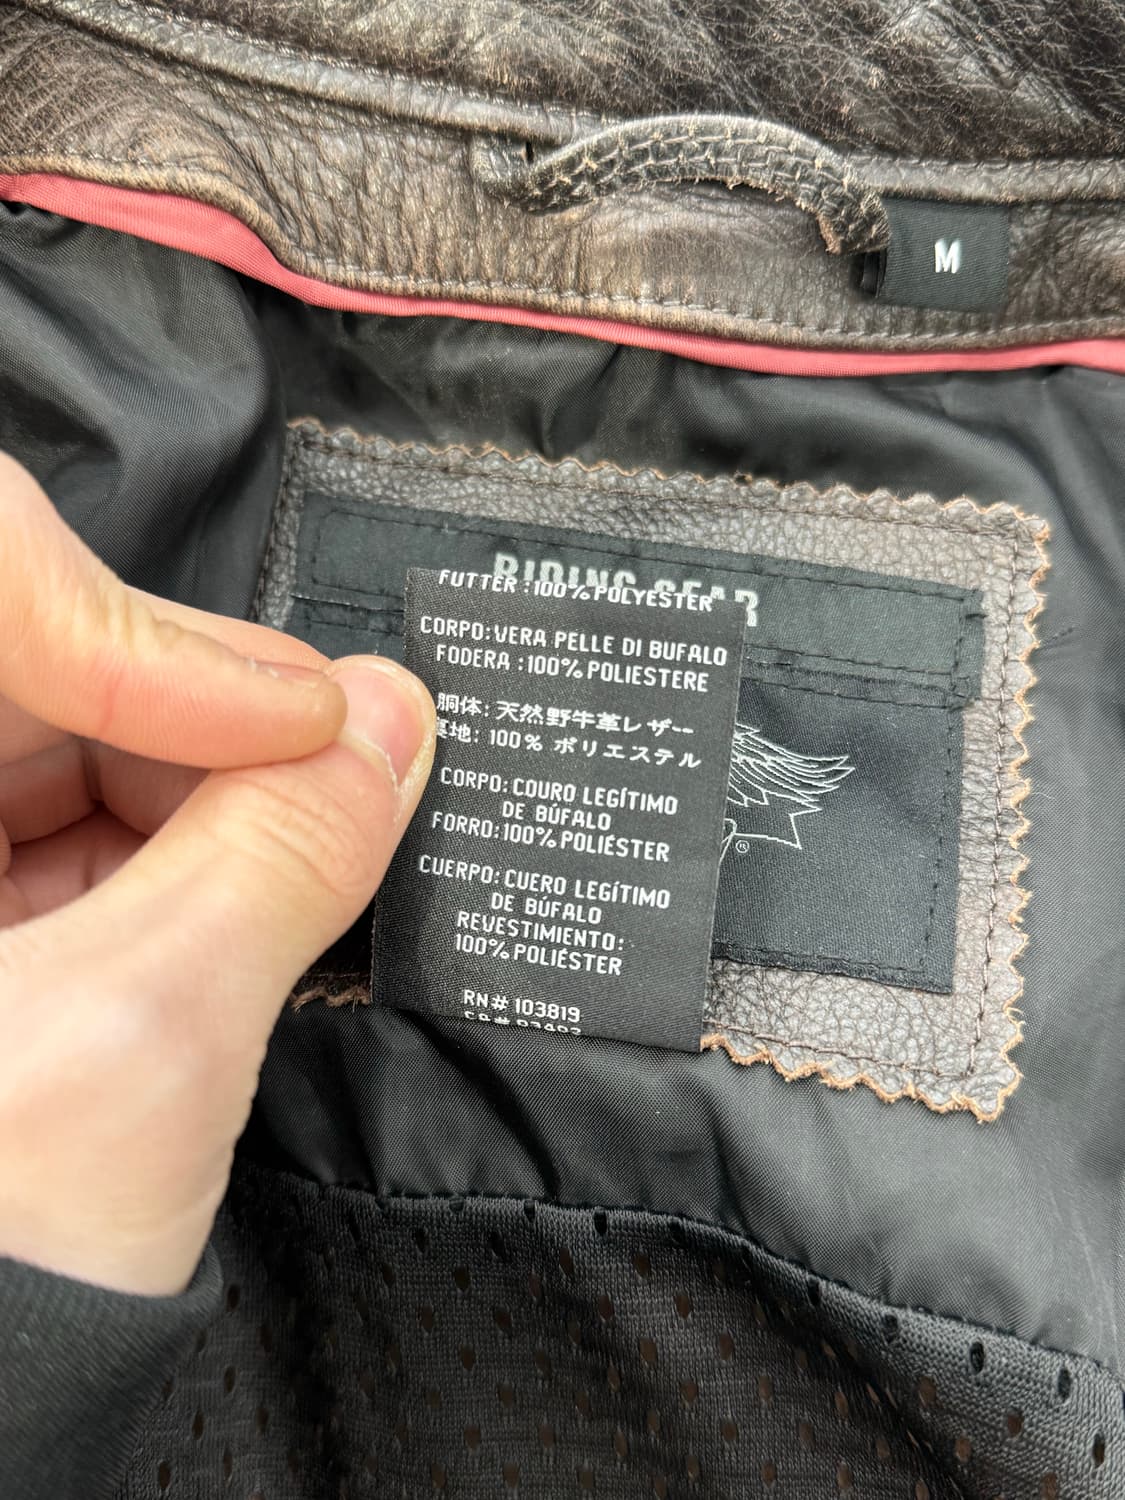 M
RIDING GEAR
FUTTER :100% POLYESTER
CORPO: VERA PELLE DI BUFALO
FODERA :100% POLIESTERE
胴体: 天然野牛革レザー
裏地: 100% ポリエステル
CORPO: COURO LEGÍTIMO
DE BÚFALO
FORRO: 100% POLIÉSTER
CUERPO: CUERO LEGÍTIMO
DE BÚFALO
REVESTIMIENTO:
100% POLIÉSTER
RN# 103819
®